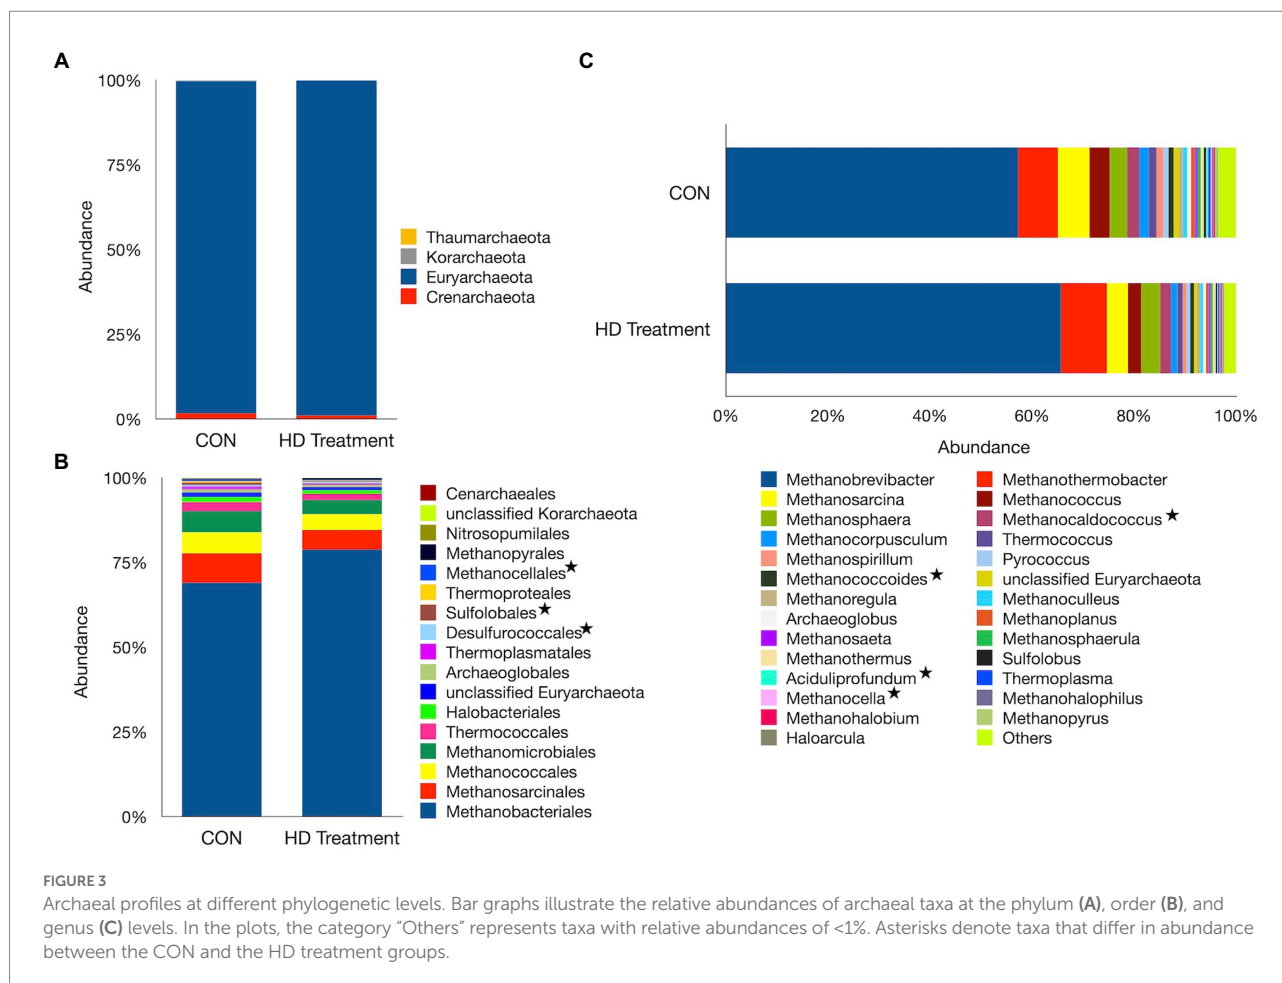 A
100%
75%
50%
25%
0%
Abundance
CON
HD Treatment
Thaumarchaeota
Korarchaeota
Euryarchaeota
Crenarchaeota
B
100%
75%
50%
25%
0%
Abundance
CON
HD Treatment
Cenarchaeales
unclassified Korarchaeota
Nitrosopumilales
Methanopyrales
Methanocellales★
Thermoproteales
Sulfolobales★
Desulfurococcales★
Thermoplasmatales
Archaeoglobales
unclassified Euryarchaeota
Halobacteriales
Thermococcales
Methanomicrobiales
Methanococcales
Methanosarcinales
Methanobacteriales
C
CON
HD Treatment
0% 20% 40% 60% 80% 100%
Abundance
Methanobrevibacter Methanothermobacter
Methanosarcina Methanococcus
Methanosphaera Methanocaldococcus★
Methanocorpusculum Thermococcus
Methanospirillum Pyrococcus
Methanococcoides★ unclassified Euryarchaeota
Methanoregula Methanoculleus
Archaeoglobus Methanoplanus
Methanosaeta Methanosphaerula
Methanothermus Sulfolobus
Aciduliprofundum★ Thermoplasma
Methanocella★ Methanohalophilus
Methanohalobium Methanopyrus
Haloarcula Others
FIGURE 3
Archaeal profiles at different phylogenetic levels. Bar graphs illustrate the relative abundances of archaeal taxa at the phylum (A), order (B), and
genus (C) levels. In the plots, the category “Others” represents taxa with relative abundances of <1%. Asterisks denote taxa that differ in abundance
between the CON and the HD treatment groups.